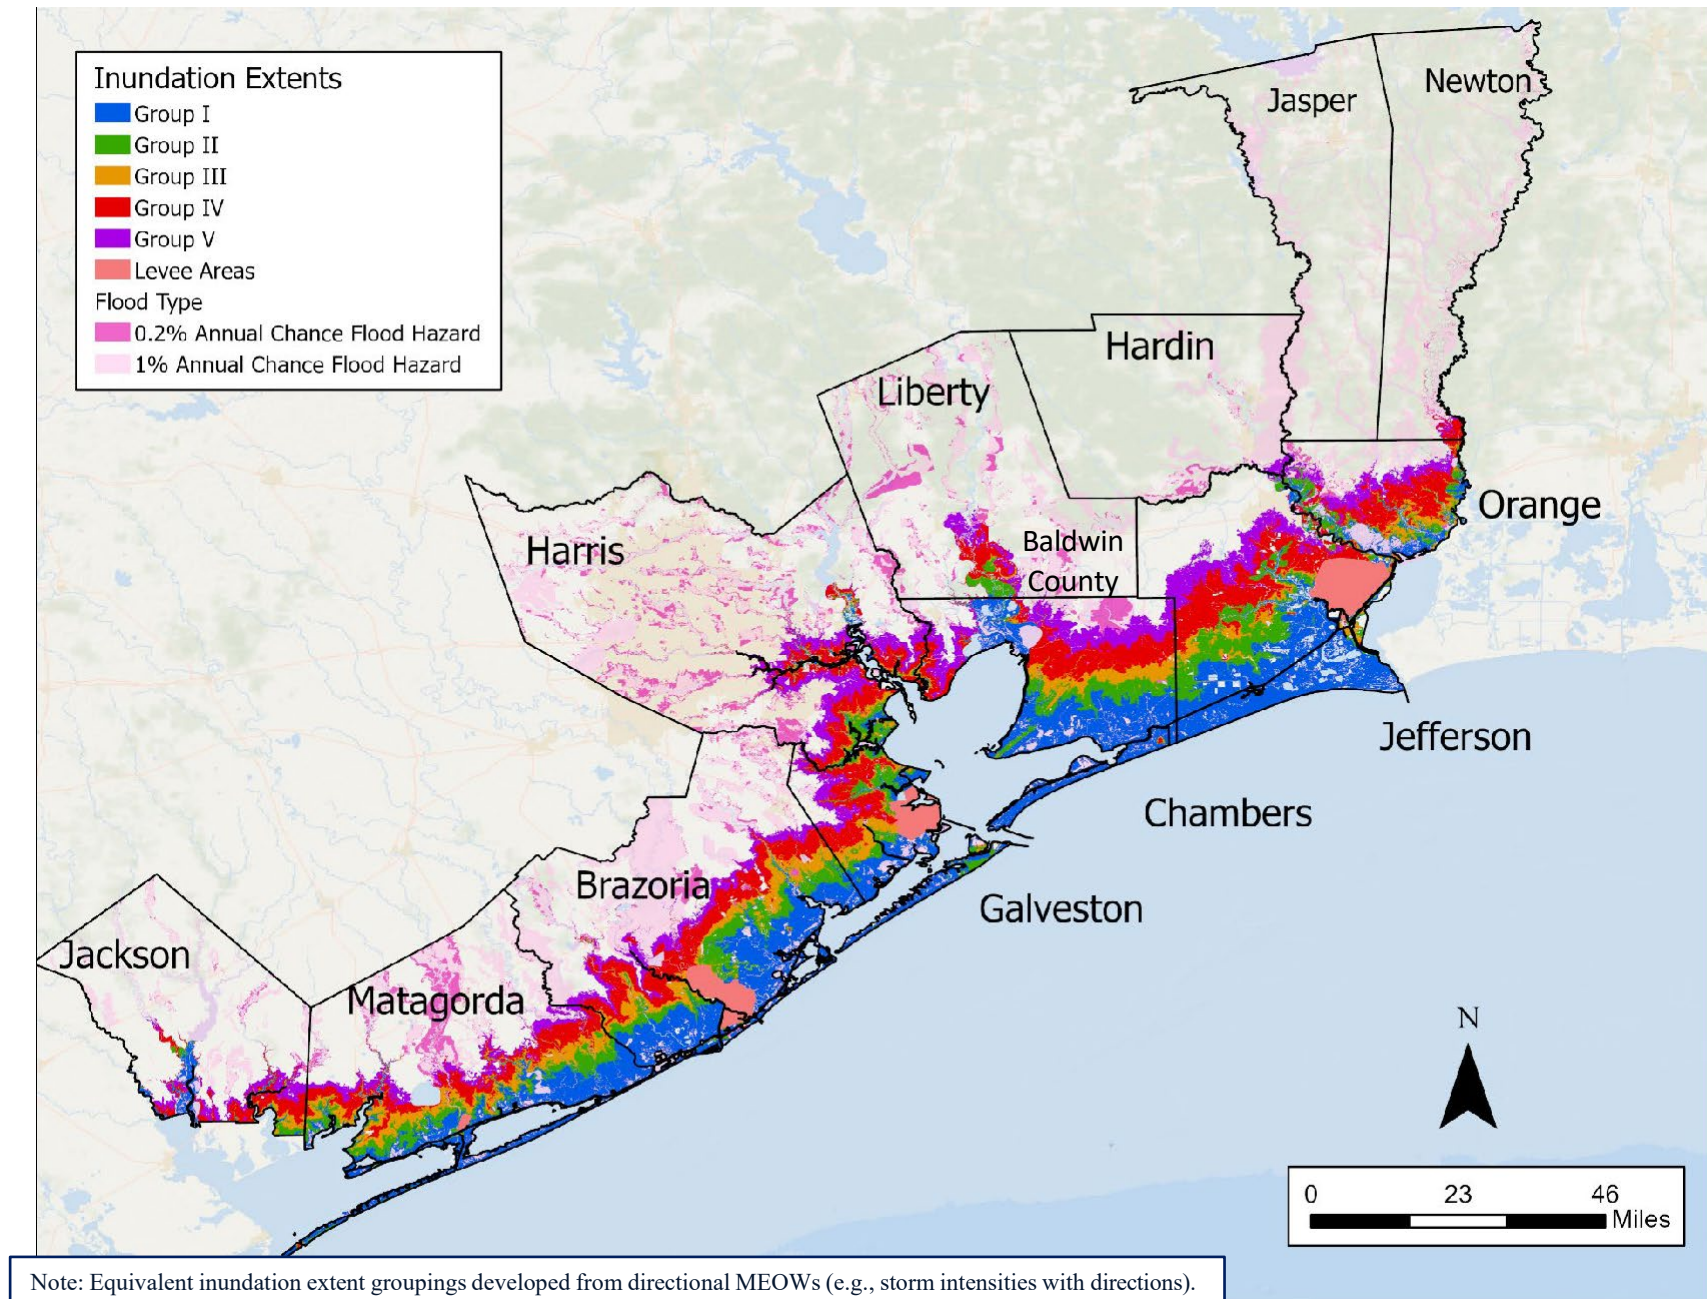 Inundation Extents
Group I
Group II
Group III
Group IV
Group V
Levee Areas
Flood Type
0.2% Annual Chance Flood Hazard
1% Annual Chance Flood Hazard
Jasper
Newton
Hardin
Liberty
Orange
Harris
Baldwin
County
Jefferson
Chambers
Brazoria
Galveston
Jackson
Matagorda
N
0 23 46
Miles
Note: Equivalent inundation extent groupings developed from directional MEOWs (e.g., storm intensities with directions).